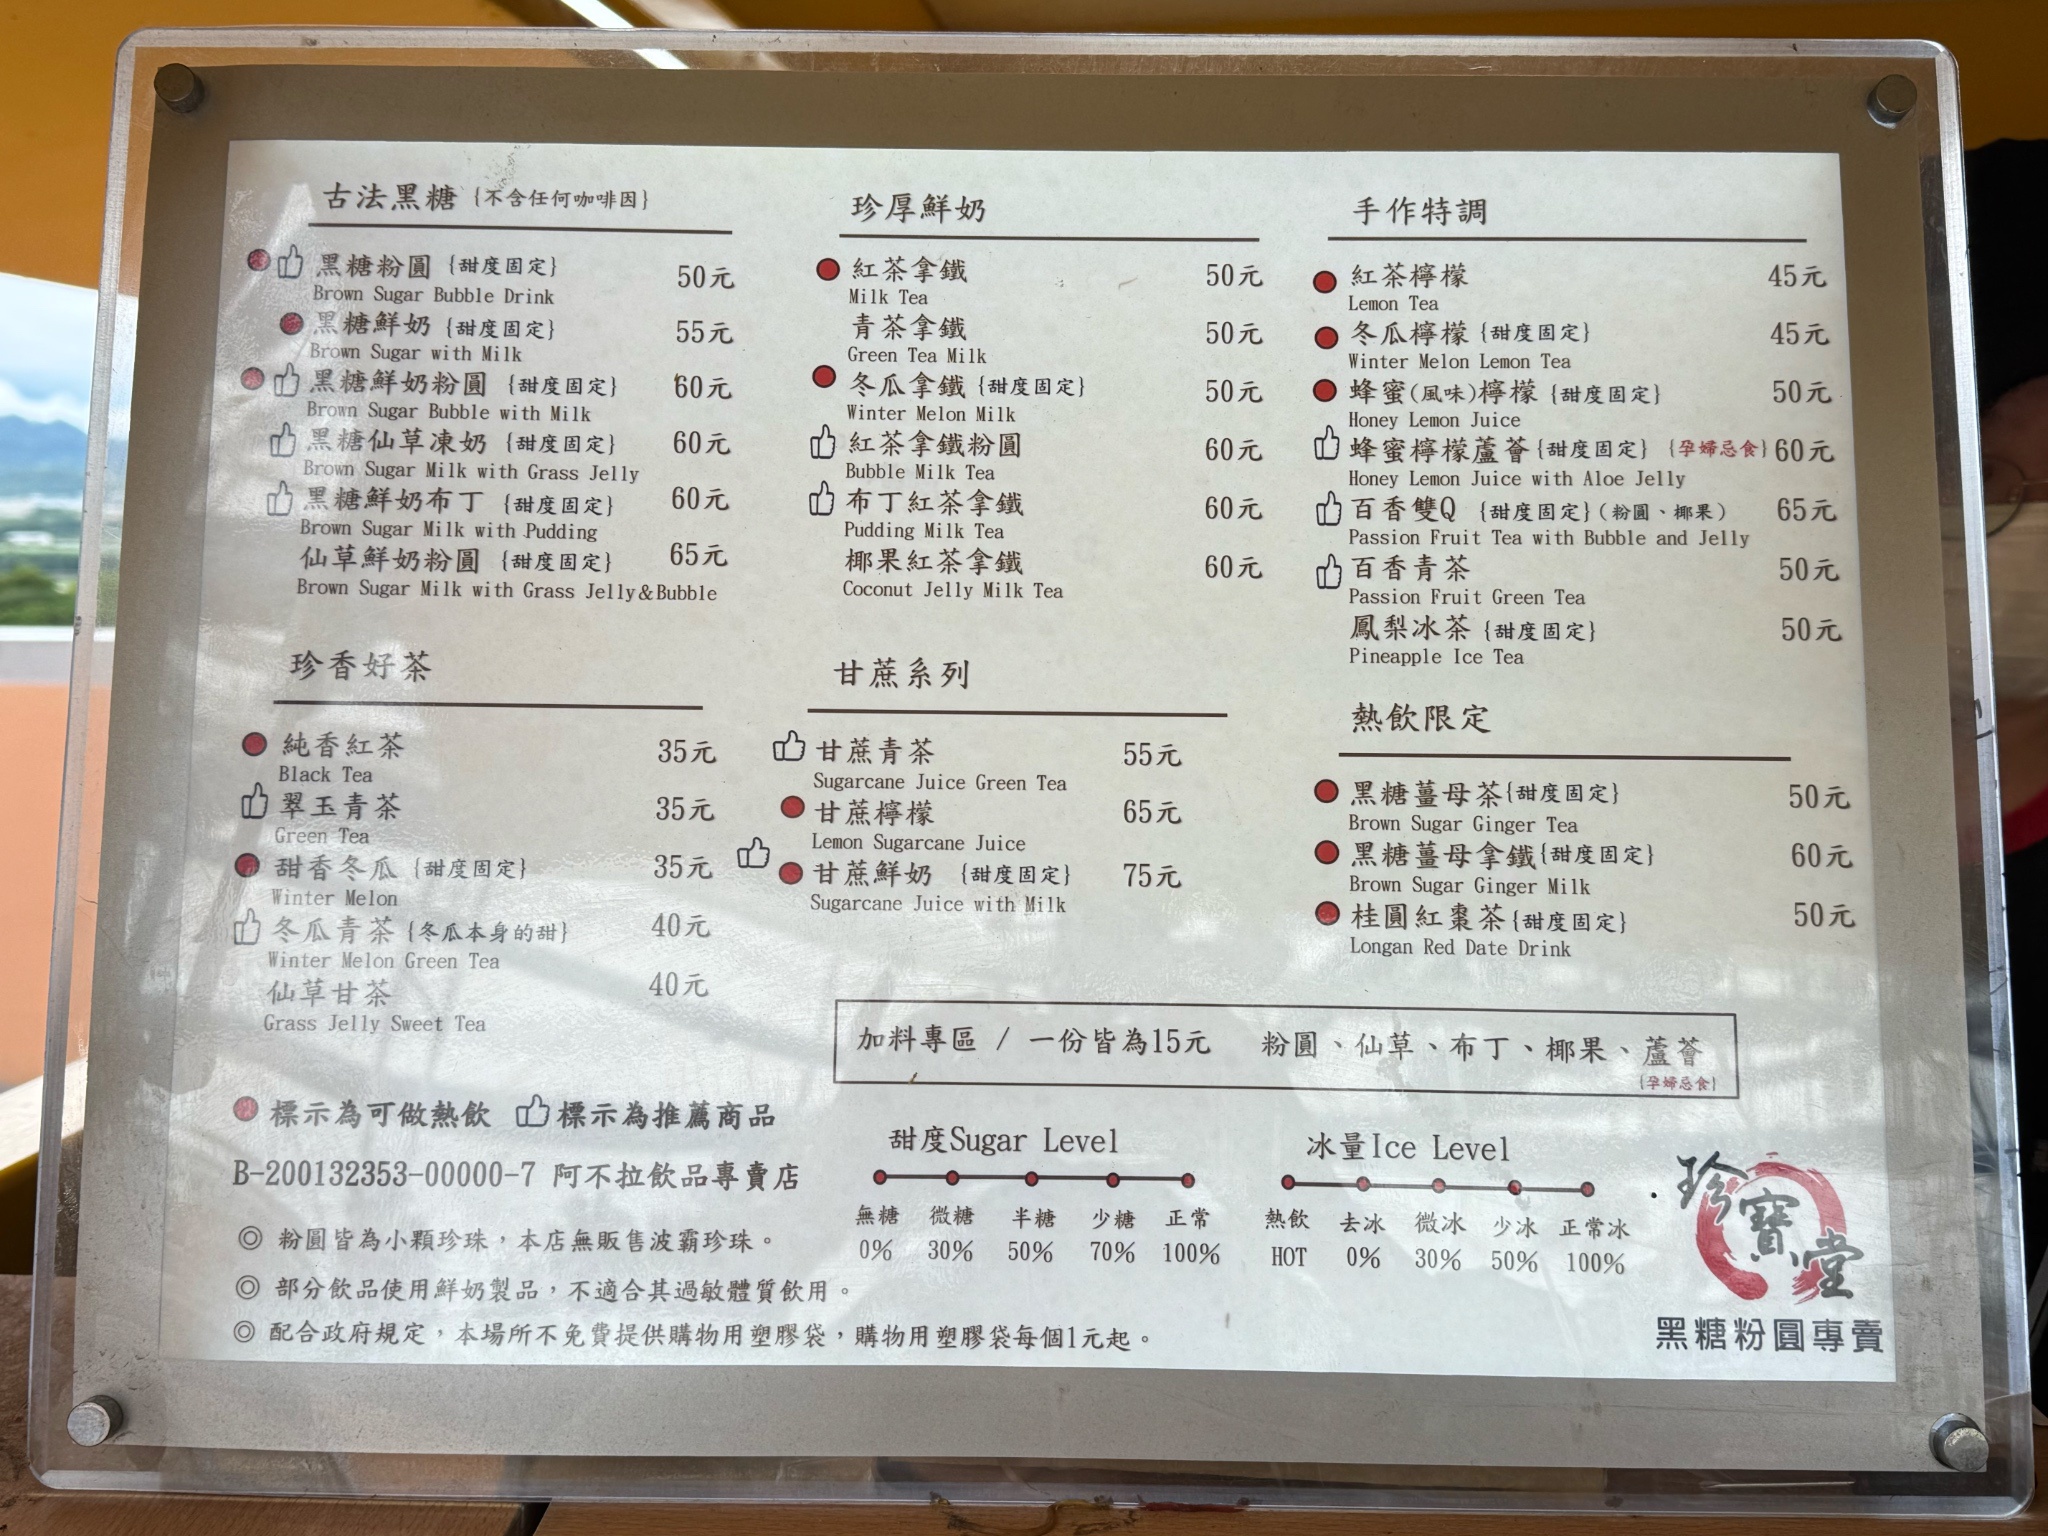 古法黑糖 {不含任何咖啡因}
黑糖粉圓 {甜度固定} 50元
Brown Sugar Bubble Drink
黑糖鮮奶 {甜度固定} 55元
Brown Sugar with Milk
黑糖鮮奶粉圓 {甜度固定} 60元
Brown Sugar Bubble with Milk
黑糖仙草凍奶 {甜度固定} 60元
Brown Sugar Milk with Grass Jelly
黑糖鮮奶布丁 {甜度固定} 60元
Brown Sugar Milk with Pudding
仙草鮮奶粉圓 {甜度固定} 65元
Brown Sugar Milk with Grass Jelly&Bubble
珍香好茶
純香紅茶 35元
Black Tea
翠玉青茶 35元
Green Tea
甜香冬瓜 {甜度固定} 35元
Winter Melon
冬瓜青茶 {冬瓜本身的甜} 40元
Winter Melon Green Tea
仙草甘茶 40元
Grass Jelly Sweet Tea
珍厚鮮奶
紅茶拿鐵 50元
Milk Tea
青茶拿鐵 50元
Green Tea Milk
冬瓜拿鐵 {甜度固定} 50元
Winter Melon Milk
紅茶拿鐵粉圓 60元
Bubble Milk Tea
布丁紅茶拿鐵 60元
Pudding Milk Tea
椰果紅茶拿鐵 60元
Coconut Jelly Milk Tea
甘蔗系列
甘蔗青茶 55元
Sugarcane Juice Green Tea
甘蔗檸檬 65元
Lemon Sugarcane Juice
甘蔗鮮奶 {甜度固定} 75元
Sugarcane Juice with Milk
手作特調
紅茶檸檬 45元
Lemon Tea
冬瓜檸檬 {甜度固定} 45元
Winter Melon Lemon Tea
蜂蜜(風味)檸檬 {甜度固定} 50元
Honey Lemon Juice
蜂蜜檸檬蘆薈 {甜度固定} {孕婦忌食} 60元
Honey Lemon Juice with Aloe Jelly
百香雙Q {甜度固定}(粉圓、椰果) 65元
Passion Fruit Tea with Bubble and Jelly
百香青茶 50元
Passion Fruit Green Tea
鳳梨冰茶 {甜度固定} 50元
Pineapple Ice Tea
熱飲限定
黑糖薑母茶{甜度固定} 50元
Brown Sugar Ginger Tea
黑糖薑母拿鐵{甜度固定} 60元
Brown Sugar Ginger Milk
桂圓紅棗茶{甜度固定} 50元
Longan Red Date Drink
加料專區 / 一份皆為15元 粉圓、仙草、布丁、椰果、蘆薈
{孕婦忌食}
標示為可做熱飲 標示為推薦商品
B-200132353-00000-7 阿不拉飲品專賣店
◎ 粉圓皆為小顆珍珠，本店無販售波霸珍珠。
◎ 部分飲品使用鮮奶製品，不適合其過敏體質飲用。
◎ 配合政府規定，本場所不免費提供購物用塑膠袋，購物用塑膠袋每個1元起。
甜度Sugar Level
無糖 微糖 半糖 少糖 正常
0% 30% 50% 70% 100%
冰量Ice Level
熱飲 去冰 微冰 少冰 正常冰
HOT 0% 30% 50% 100%
珍寶堂
黑糖粉圓專賣